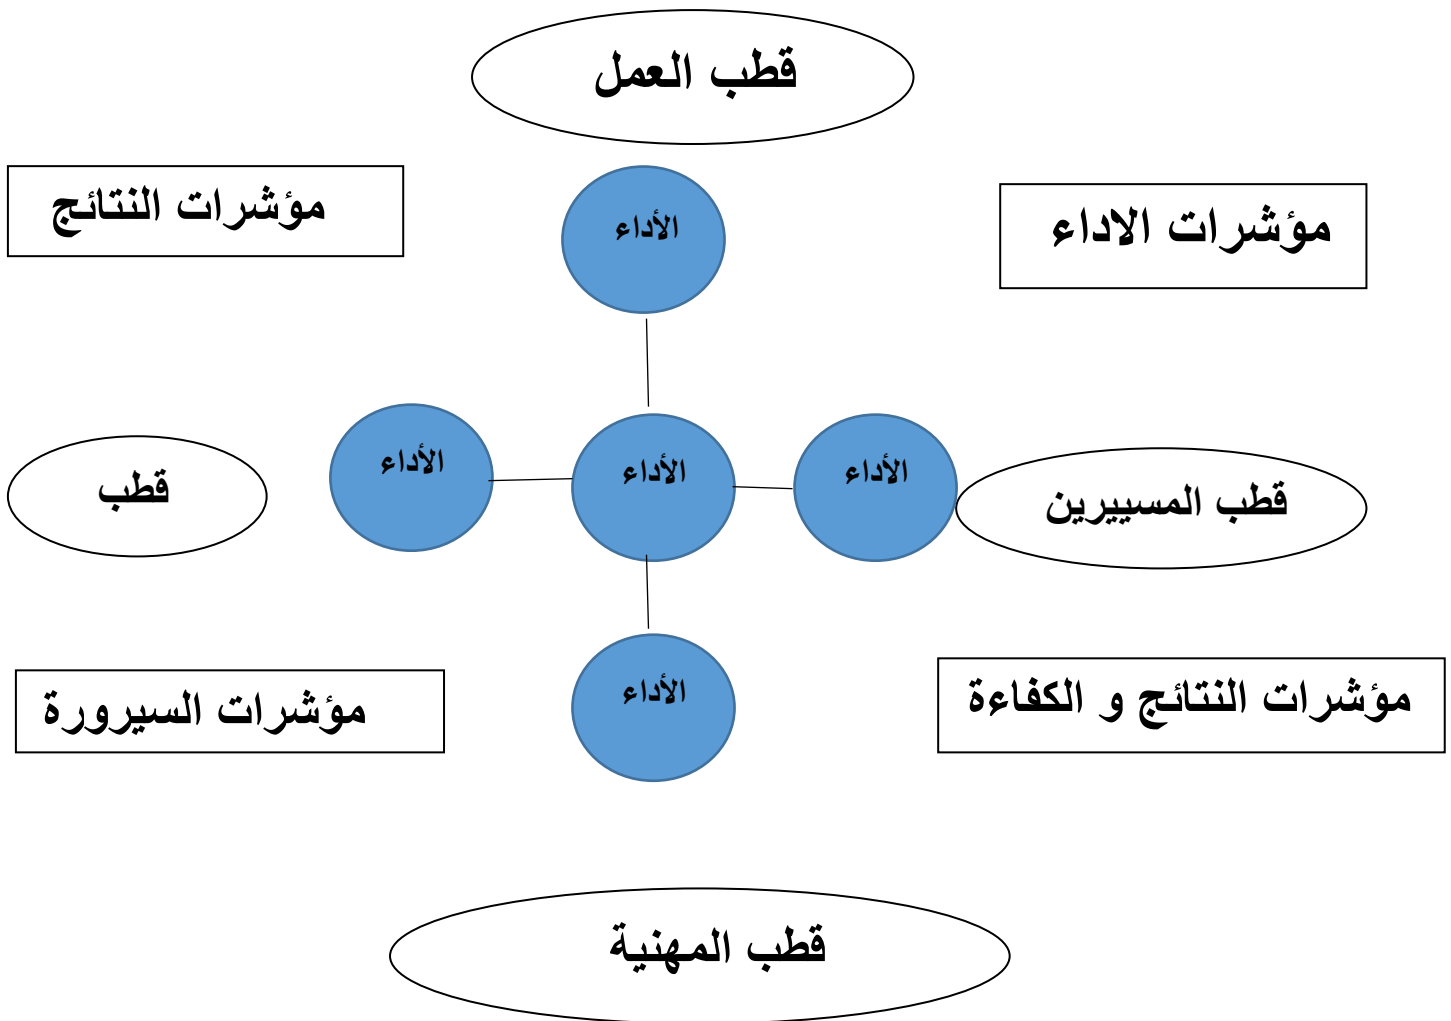 قطب العمل
مؤشرات الاداء
مؤشرات النتائج
الأداء
قطب المسييرين
الأداء
الأداء
الأداء
قطب
مؤشرات النتائج و الكفاءة
مؤشرات السيرورة
الأداء
قطب المهنية